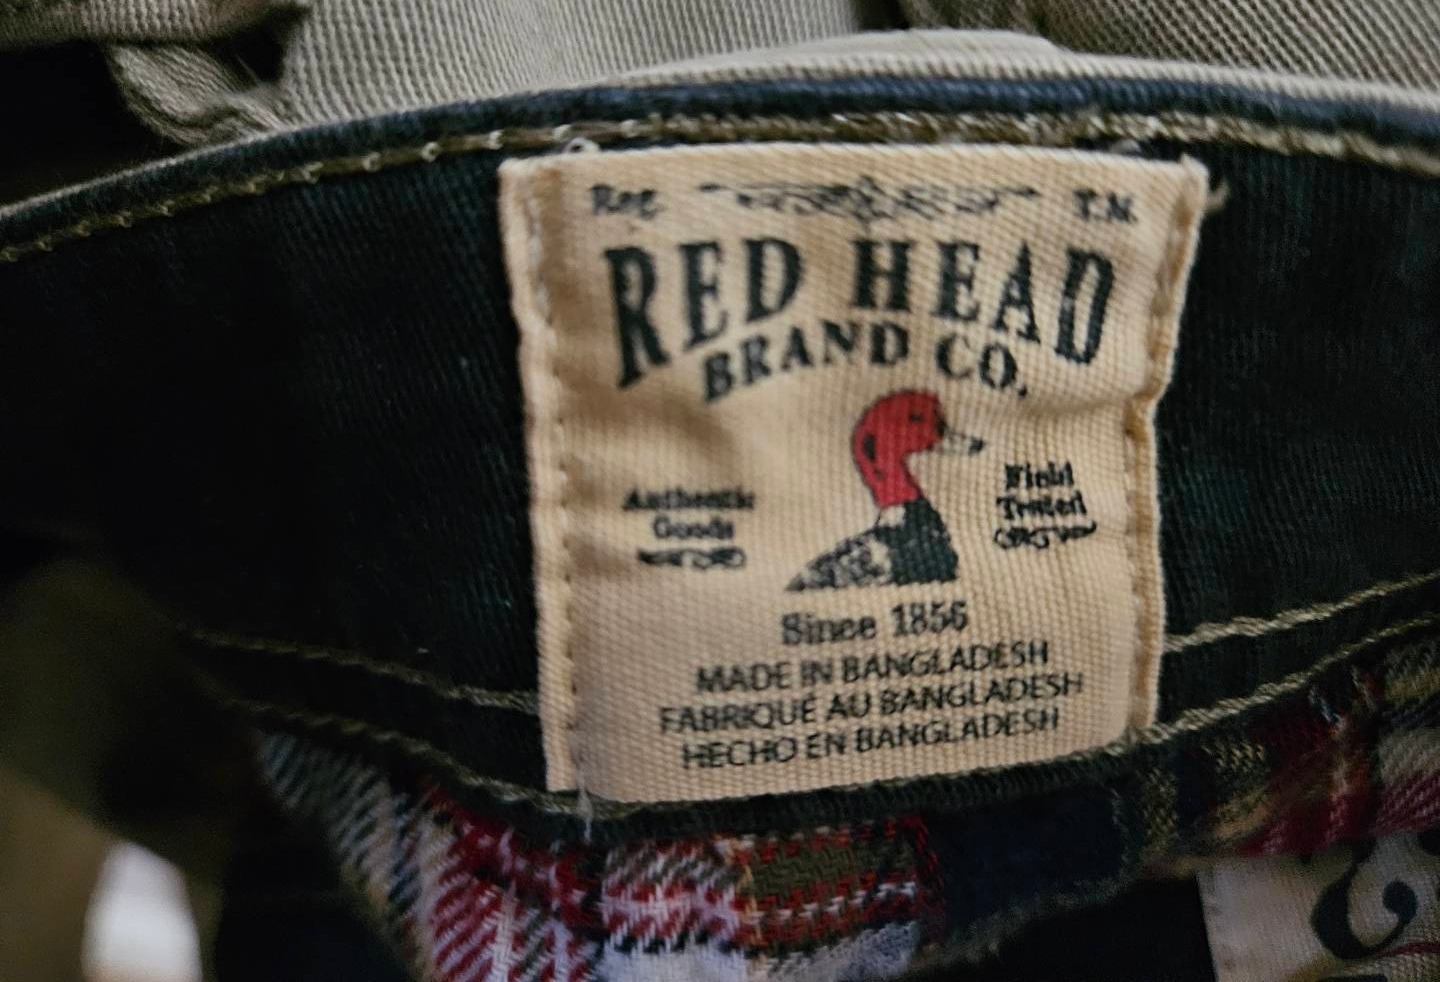 Reg. T.M.
RED HEAD
BRAND CO.
Authentic
Goods
Field
Tested
Since 1856
MADE IN BANGLADESH
FABRIQUÉ AU BANGLADESH
HECHO EN BANGLADESH